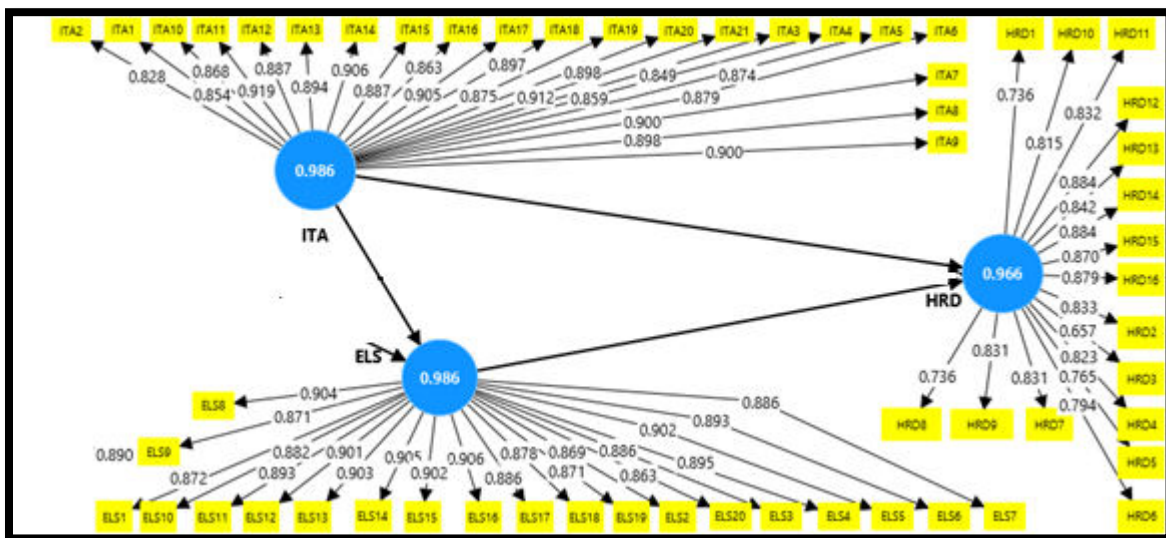 ITA2 ITA1 ITA10 ITA11 ITA12 ITA13 ITA14 ITA15 ITA16 ITA17 ITA18 ITA19 ITA20 ITA21 ITA3 ITA4 ITA5 ITA6
HRD1 HRD10 HRD11
0.828 0.868 0.887 0.906 0.863 0.897 0.898 0.849 0.874
0.854 0.919 0.894 0.887 0.905 0.875 0.912 0.859 0.879
ITA7
0.900
ITA8
0.898
ITA9
0.900
0.736 0.815 0.832
HRD12
HRD13
0.884
HRD14
0.842
0.884
HRD15
0.870
HRD16
0.879
0.986
ITA
0.966
HRD
0.833
HRD2
0.657
HRD3
0.823
HRD4
0.765
HRD5
0.794
HRD6
0.736 0.831 0.831
HRD8 HRD9 HRD7
ELS
0.986
ELS8
0.904
ELS9
0.871
0.890
0.872 0.882 0.893 0.901 0.903 0.905 0.902 0.906 0.886 0.878 0.871 0.869 0.863 0.886 0.895 0.902 0.893 0.886
ELS1 ELS10 ELS11 ELS12 ELS13 ELS14 ELS15 ELS16 ELS17 ELS18 ELS19 ELS2 ELS20 ELS3 ELS4 ELS5 ELS6 ELS7